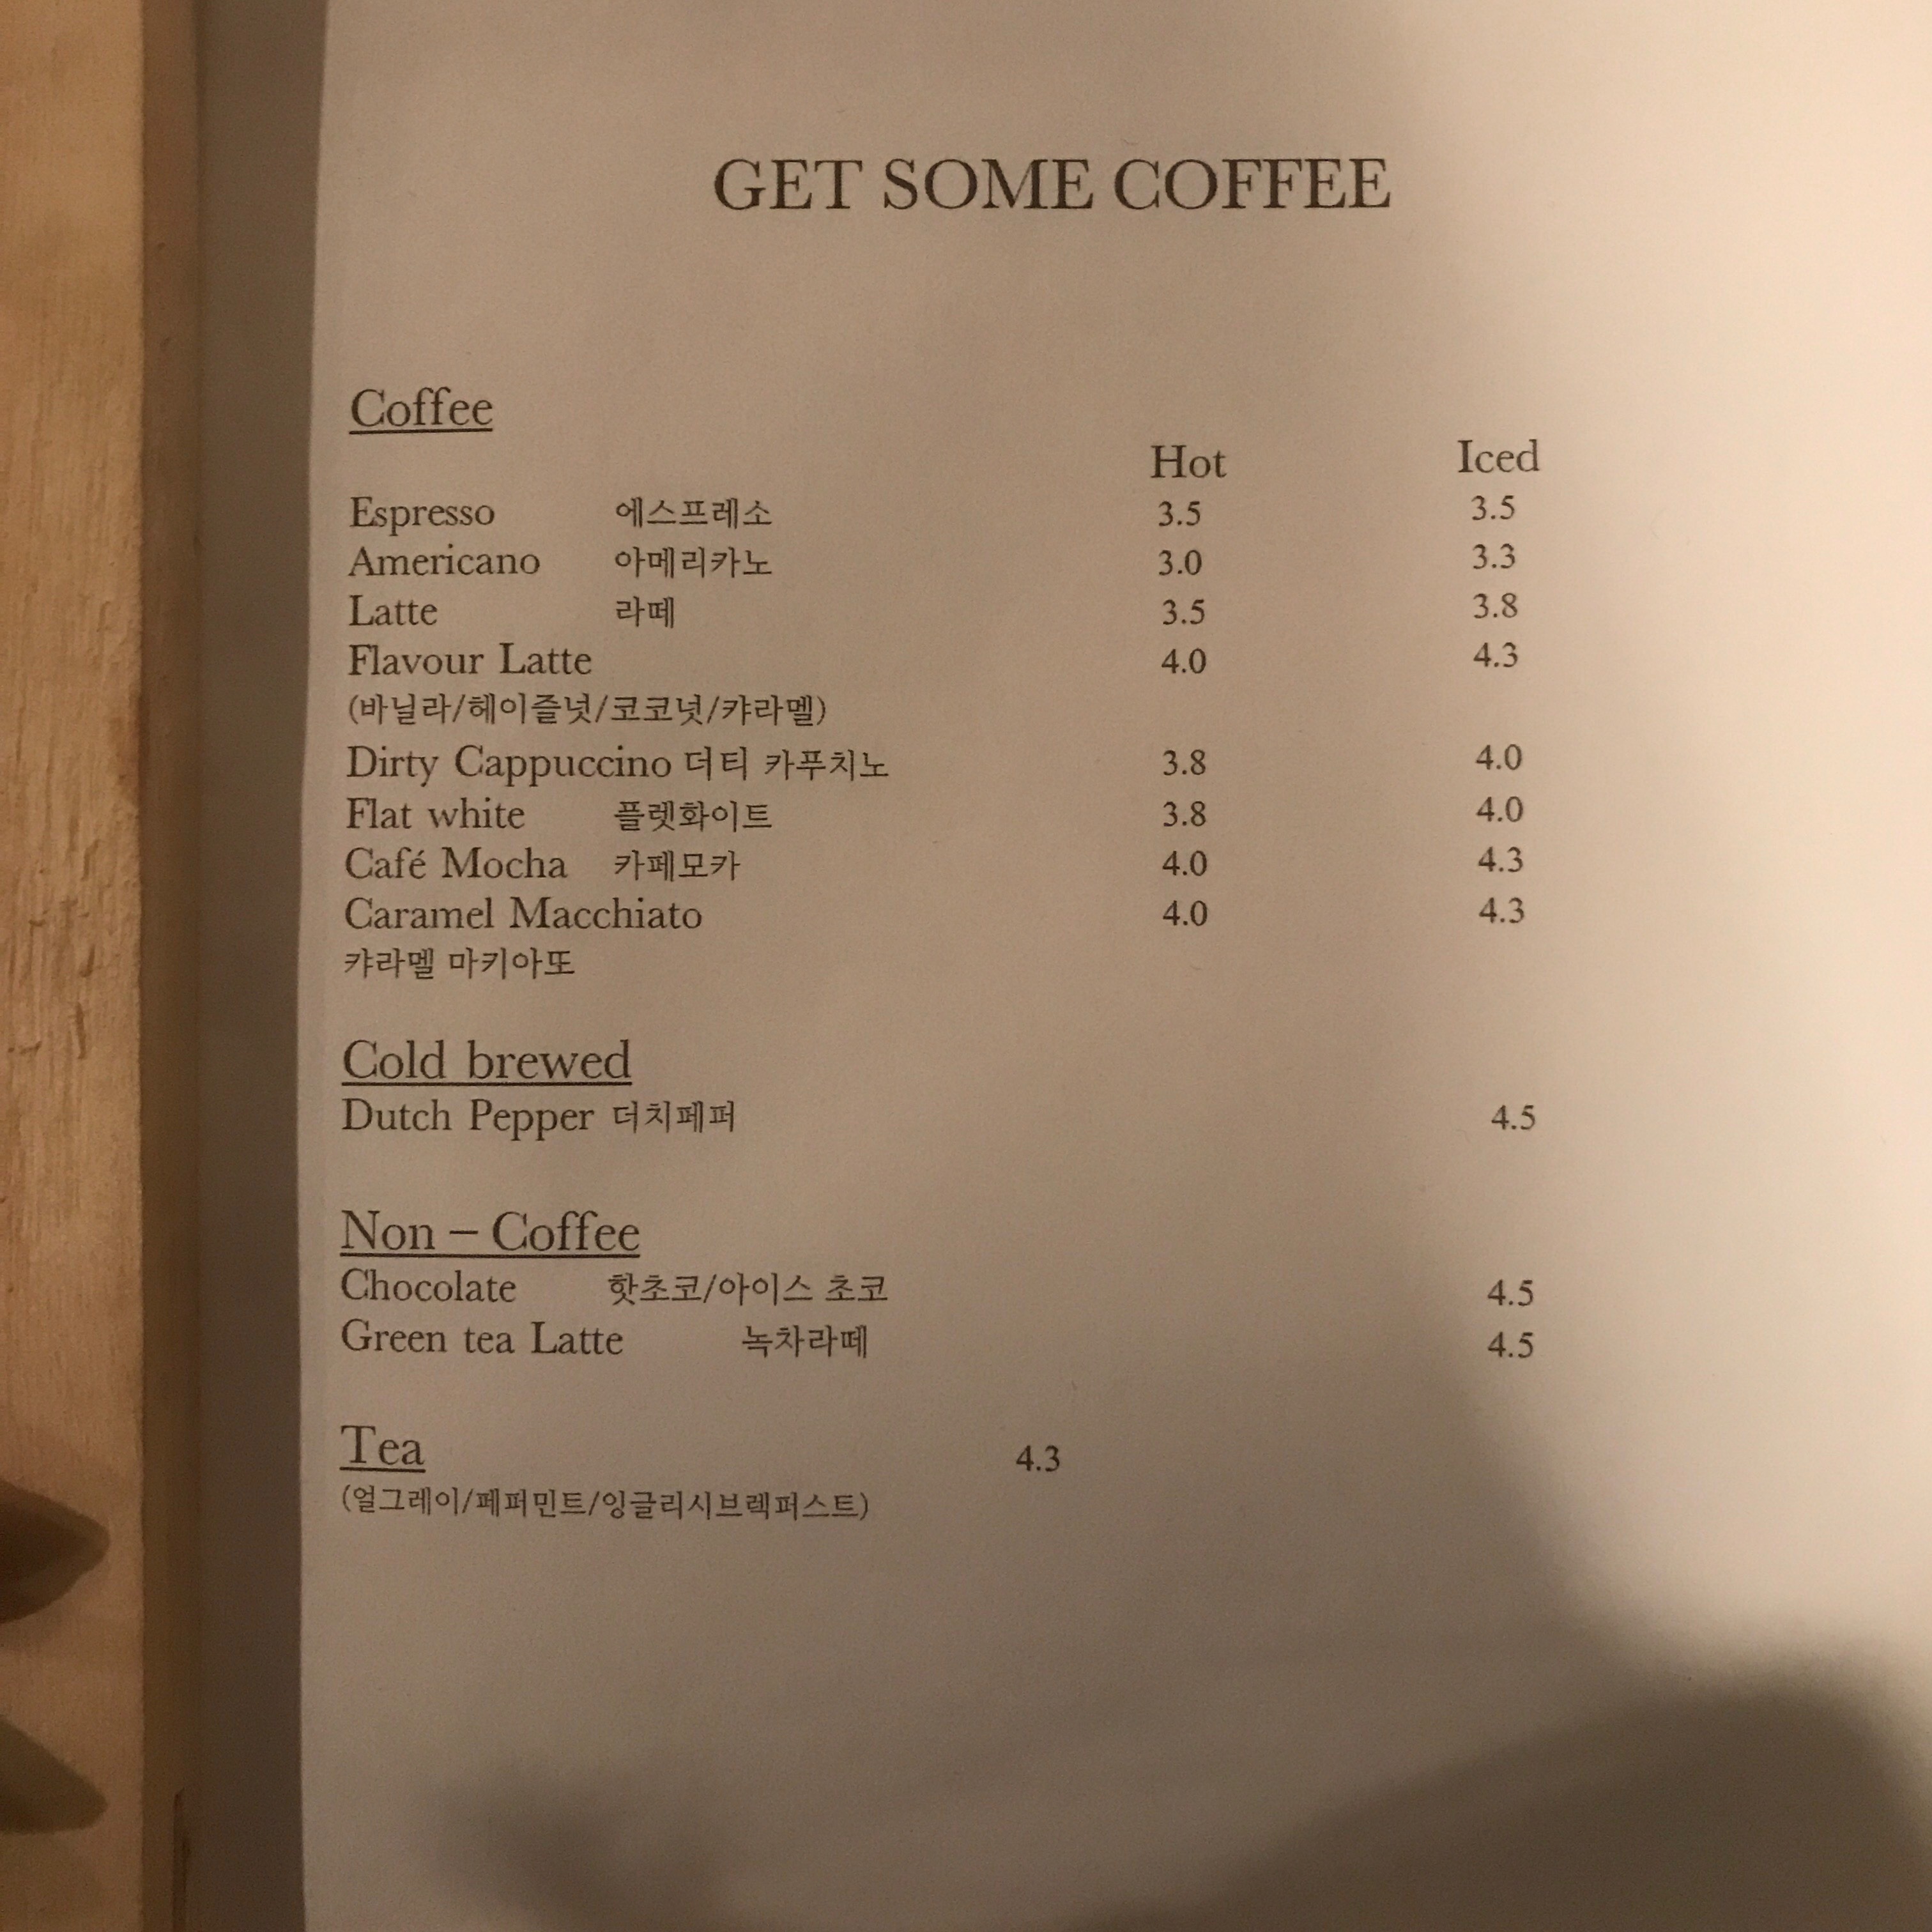 GET SOME COFFEE
Coffee
Hot Iced
Espresso 에스프레소 3.5 3.5
Americano 아메리카노 3.0 3.3
Latte 라떼 3.5 3.8
Flavour Latte 4.0 4.3
(바닐라/헤이즐넛/코코넛/캬라멜)
Dirty Cappuccino 더티 카푸치노 3.8 4.0
Flat white 플렛화이트 3.8 4.0
Café Mocha 카페모카 4.0 4.3
Caramel Macchiato 4.0 4.3
캬라멜 마키아또
Cold brewed
Dutch Pepper 더치페퍼 4.5
Non – Coffee
Chocolate 핫초코/아이스 초코 4.5
Green tea Latte 녹차라떼 4.5
Tea 4.3
(얼그레이/페퍼민트/잉글리시브렉퍼스트)